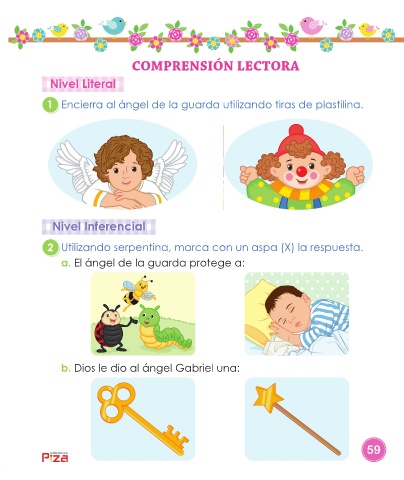 COMPRENSIÓN LECTORA
Nivel Literal
1 Encierra al ángel de la guarda utilizando tiras de plastilina.
Nivel Inferencial
2 Utilizando serpentina, marca con un aspa (X) la respuesta.
a. El ángel de la guarda protege a:
b. Dios le dio al ángel Gabriel una:
P!za
59